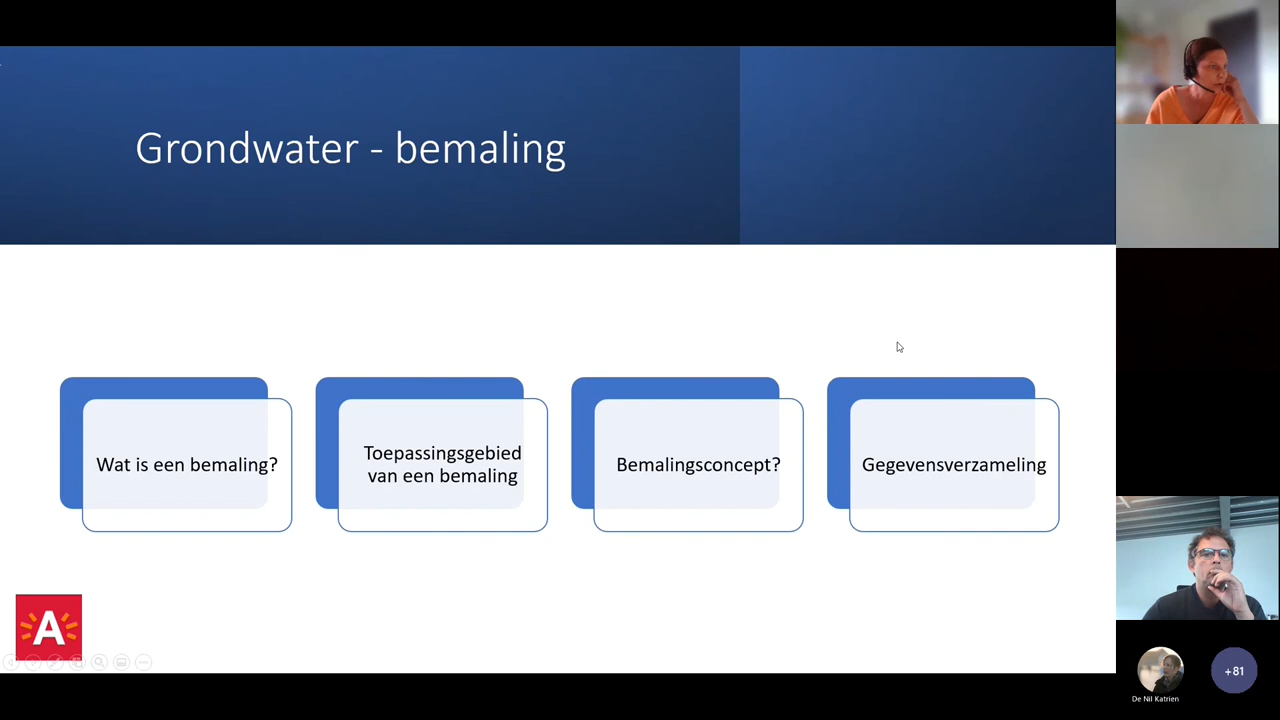 Grondwater - bemaling
Wat is een bemaling?
Toepassingsgebied
van een bemaling
Bemalingsconcept?
Gegevensverzameling
A
De Nil Katrien
+81